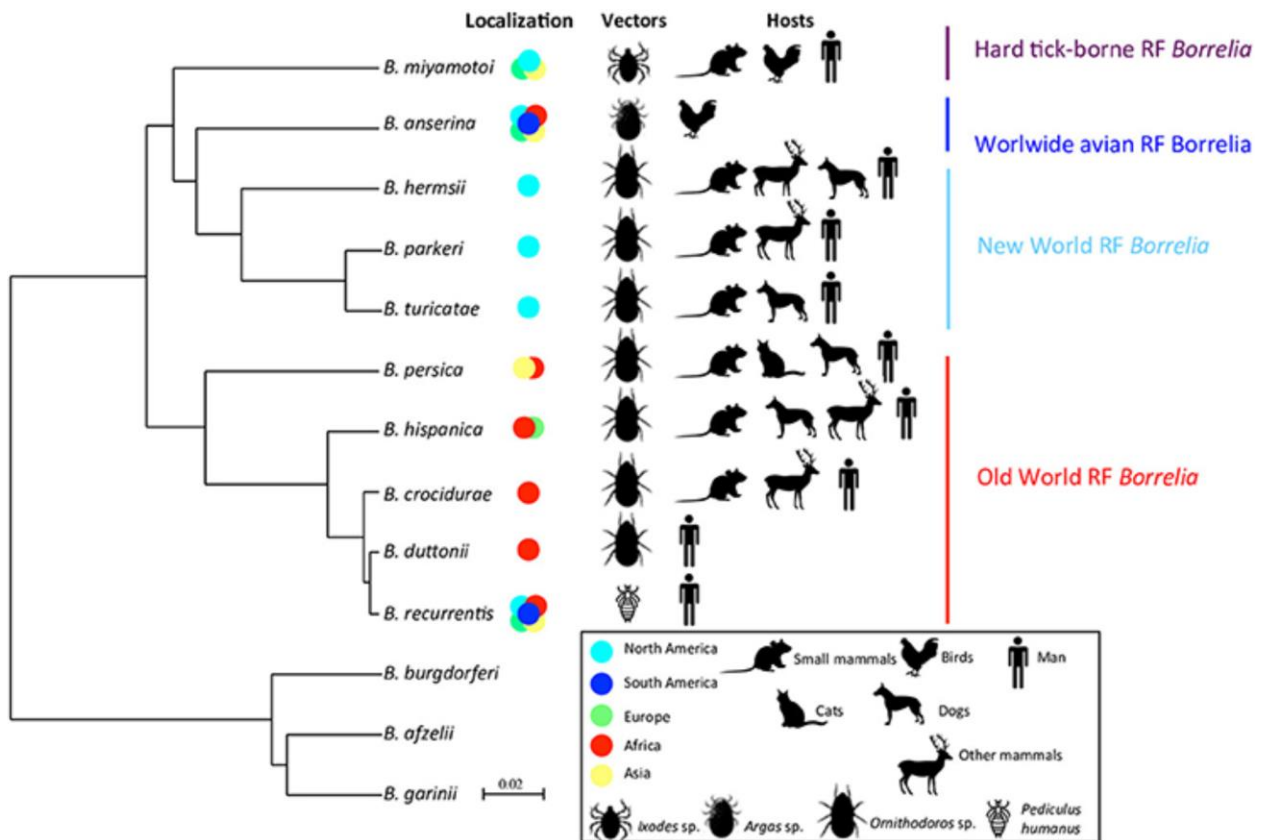 Localization Vectors Hosts
B. miyamotoi
Hard tick-borne RF Borrelia
B. anserina
Worlwide avian RF Borrelia
B. hermsii
B. parkeri
New World RF Borrelia
B. turicatae
B. persica
B. hispanica
Old World RF Borrelia
B. crocidurae
B. duttonii
B. recurrentis
B. burgdorferi
B. afzelii
B. garinii
0.02
North America
South America
Europe
Africa
Asia
Small mammals
Birds
Man
Cats
Dogs
Other mammals
Ixodes sp.
Argas sp.
Ornithodoros sp.
Pediculus
humanus